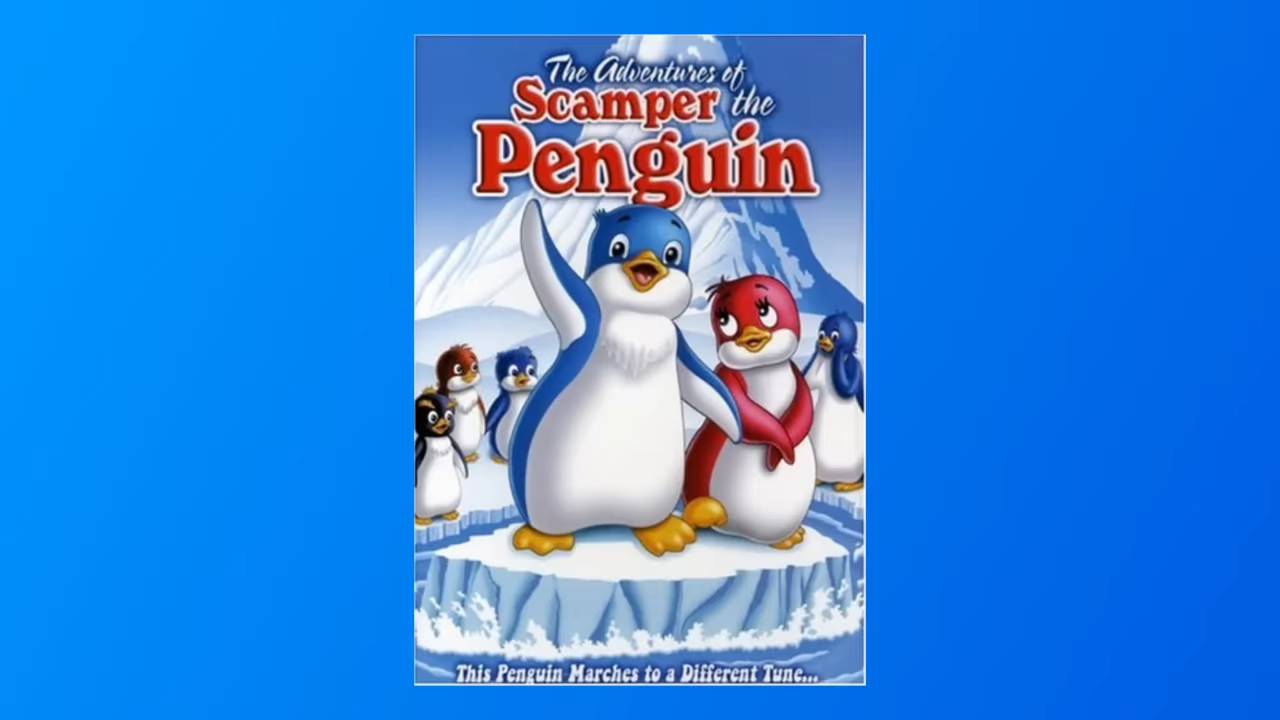 The Adventures of
Scamper the
Penguin
This Penguin Marches to a Different Tune...